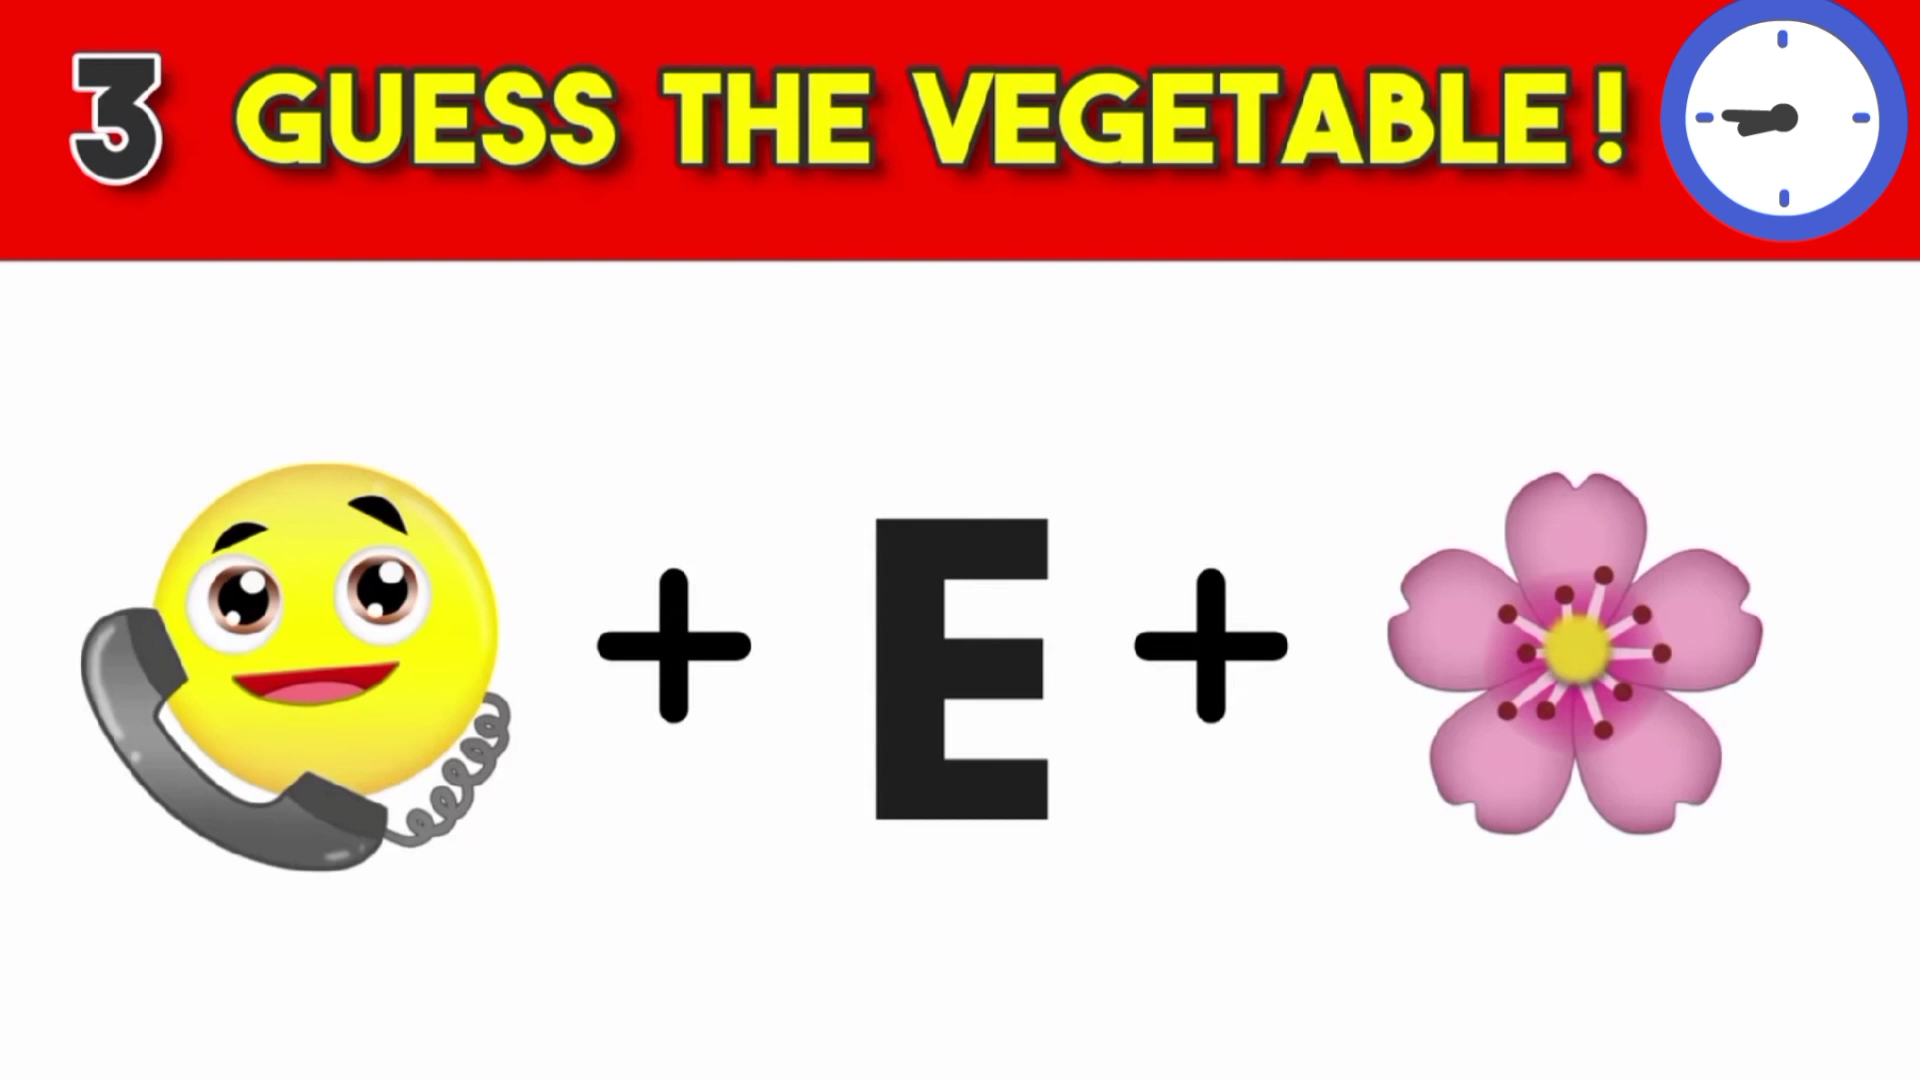 3 GUESS THE VEGETABLE!
+ E +